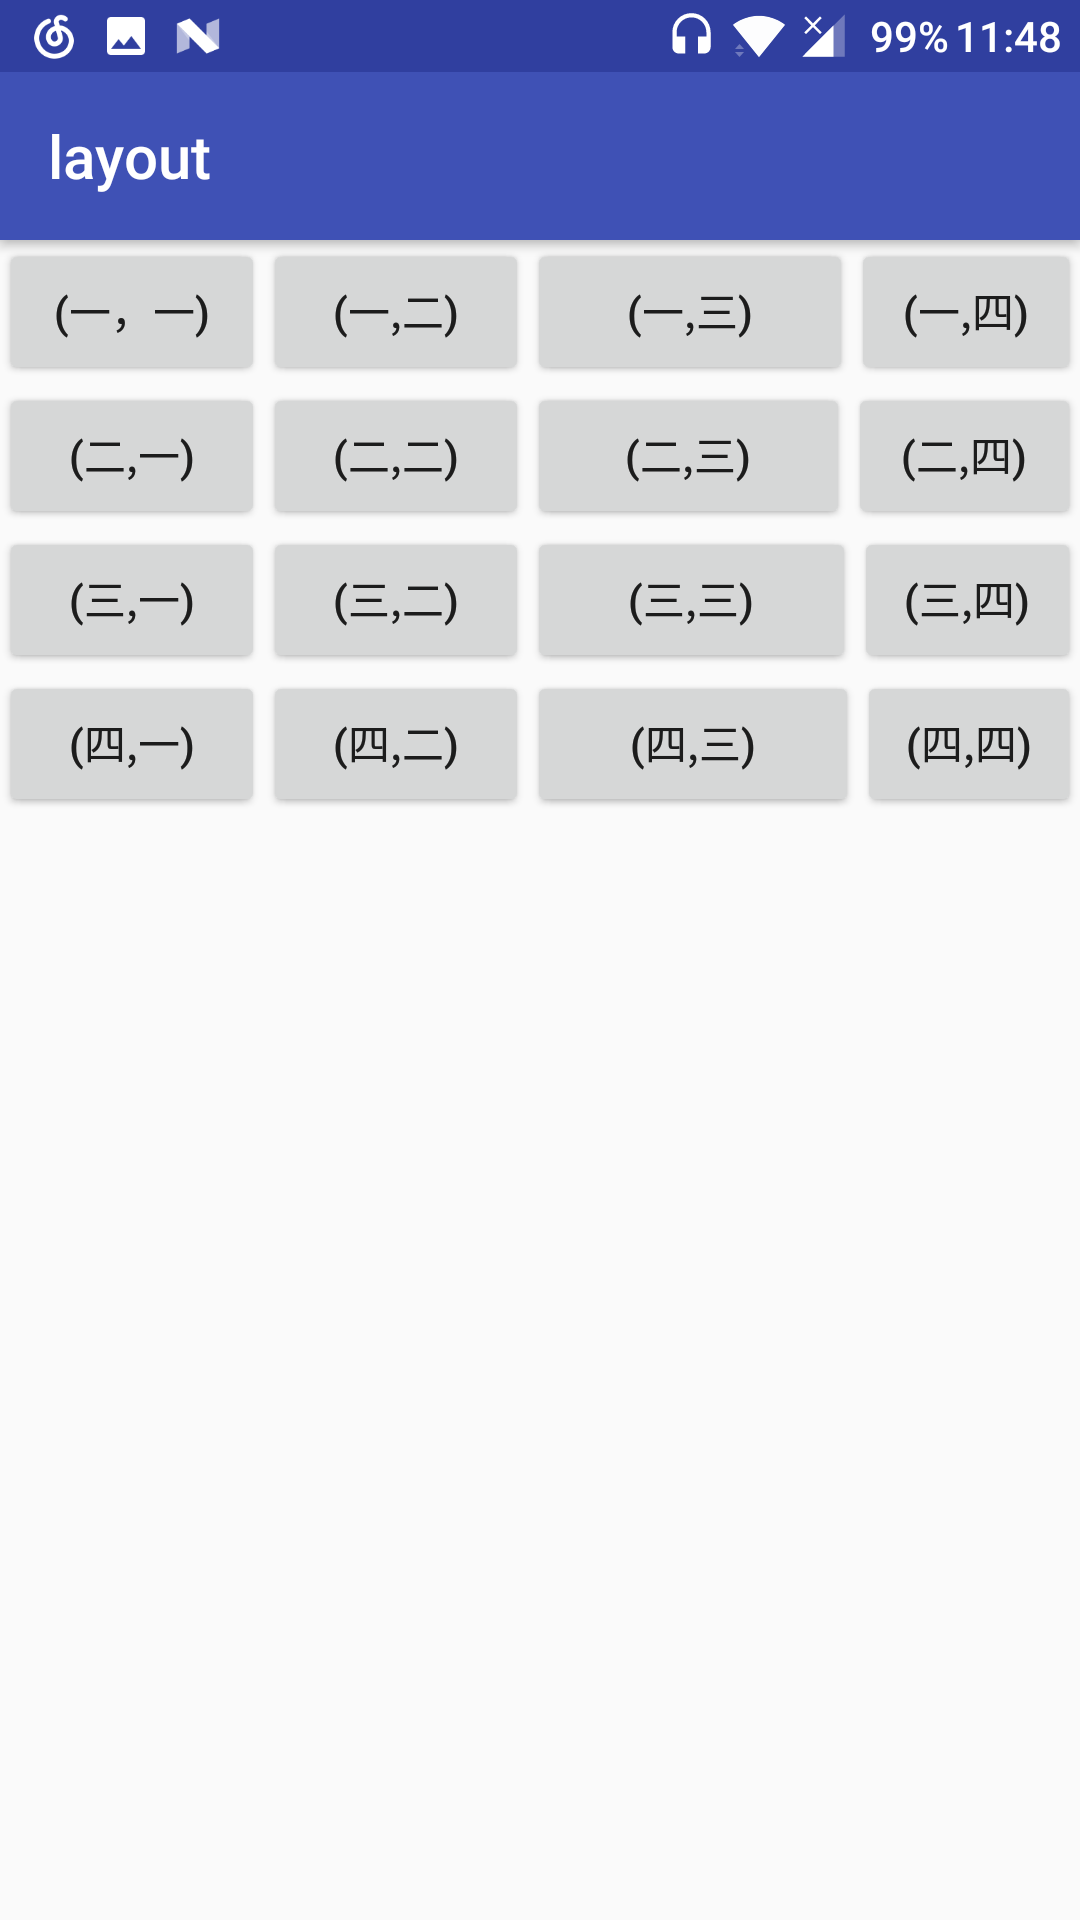 99% 11:48
layout
(一，一) (一,二) (一,三) (一,四)
(二,一) (二,二) (二,三) (二,四)
(三,一) (三,二) (三,三) (三,四)
(四,一) (四,二) (四,三) (四,四)